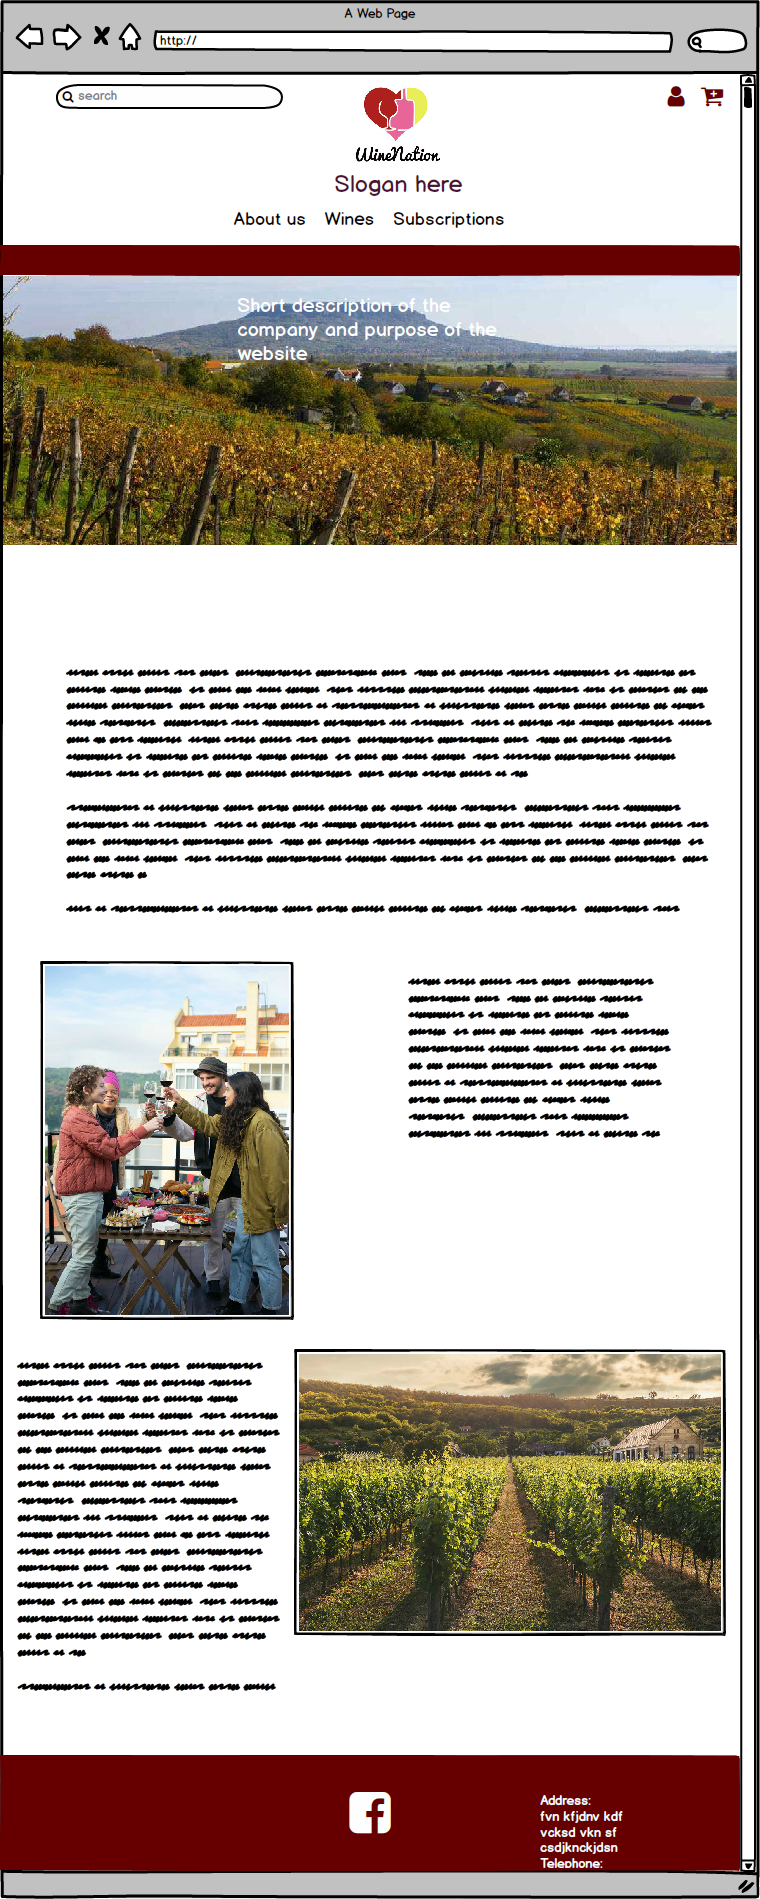 A Web Page
http://
search
WineNation
Slogan here
About us Wines Subscriptions
Short description of the
company and purpose of the
website
Address:
fvn kfjdnv kdf
vcksd vkn sf
csdjknckjdsn
Telephone: